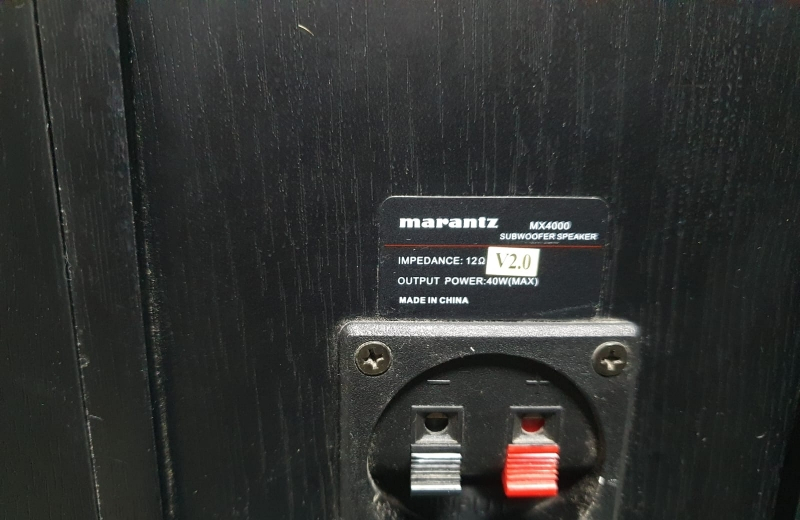 marantz
MX4000
SUBWOOFER SPEAKER
IMPEDANCE: 12Ω V2.0
OUTPUT POWER:40W(MAX)
MADE IN CHINA
− +